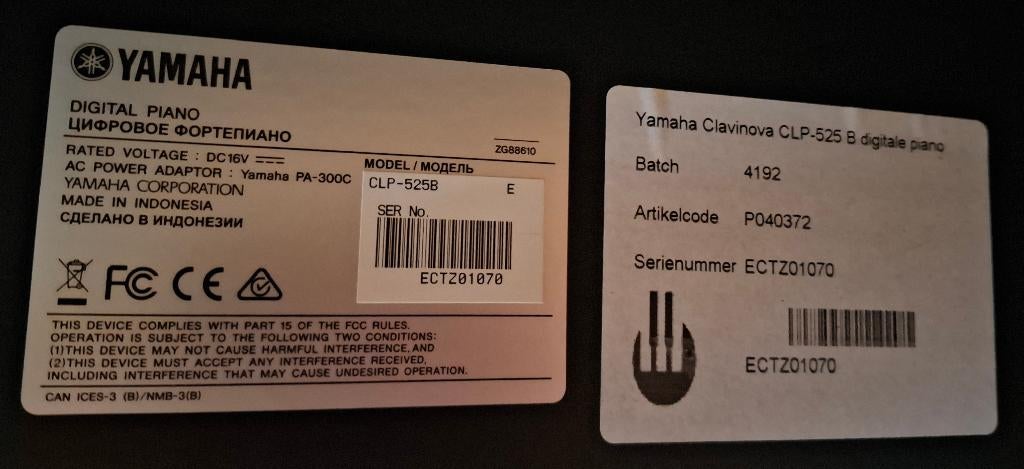 YAMAHA
DIGITAL PIANO
ЦИФРОВОЕ ФОРТЕПИАНО
ZG88610
RATED VOLTAGE : DC16V
AC POWER ADAPTOR : Yamaha PA-300C
YAMAHA CORPORATION
MADE IN INDONESIA
СДЕЛАНО В ИНДОНЕЗИИ
MODEL / МОДЕЛЬ
CLP-525B E
SER No.
ECTZ01070
FC CE
THIS DEVICE COMPLIES WITH PART 15 OF THE FCC RULES.
OPERATION IS SUBJECT TO THE FOLLOWING TWO CONDITIONS:
(1)THIS DEVICE MAY NOT CAUSE HARMFUL INTERFERENCE, AND
(2)THIS DEVICE MUST ACCEPT ANY INTERFERENCE RECEIVED,
INCLUDING INTERFERENCE THAT MAY CAUSE UNDESIRED OPERATION.
CAN ICES-3 (B)/NMB-3(B)
Yamaha Clavinova CLP-525 B digitale piano
Batch 4192
Artikelcode P040372
Serienummer ECTZ01070
ECTZ01070